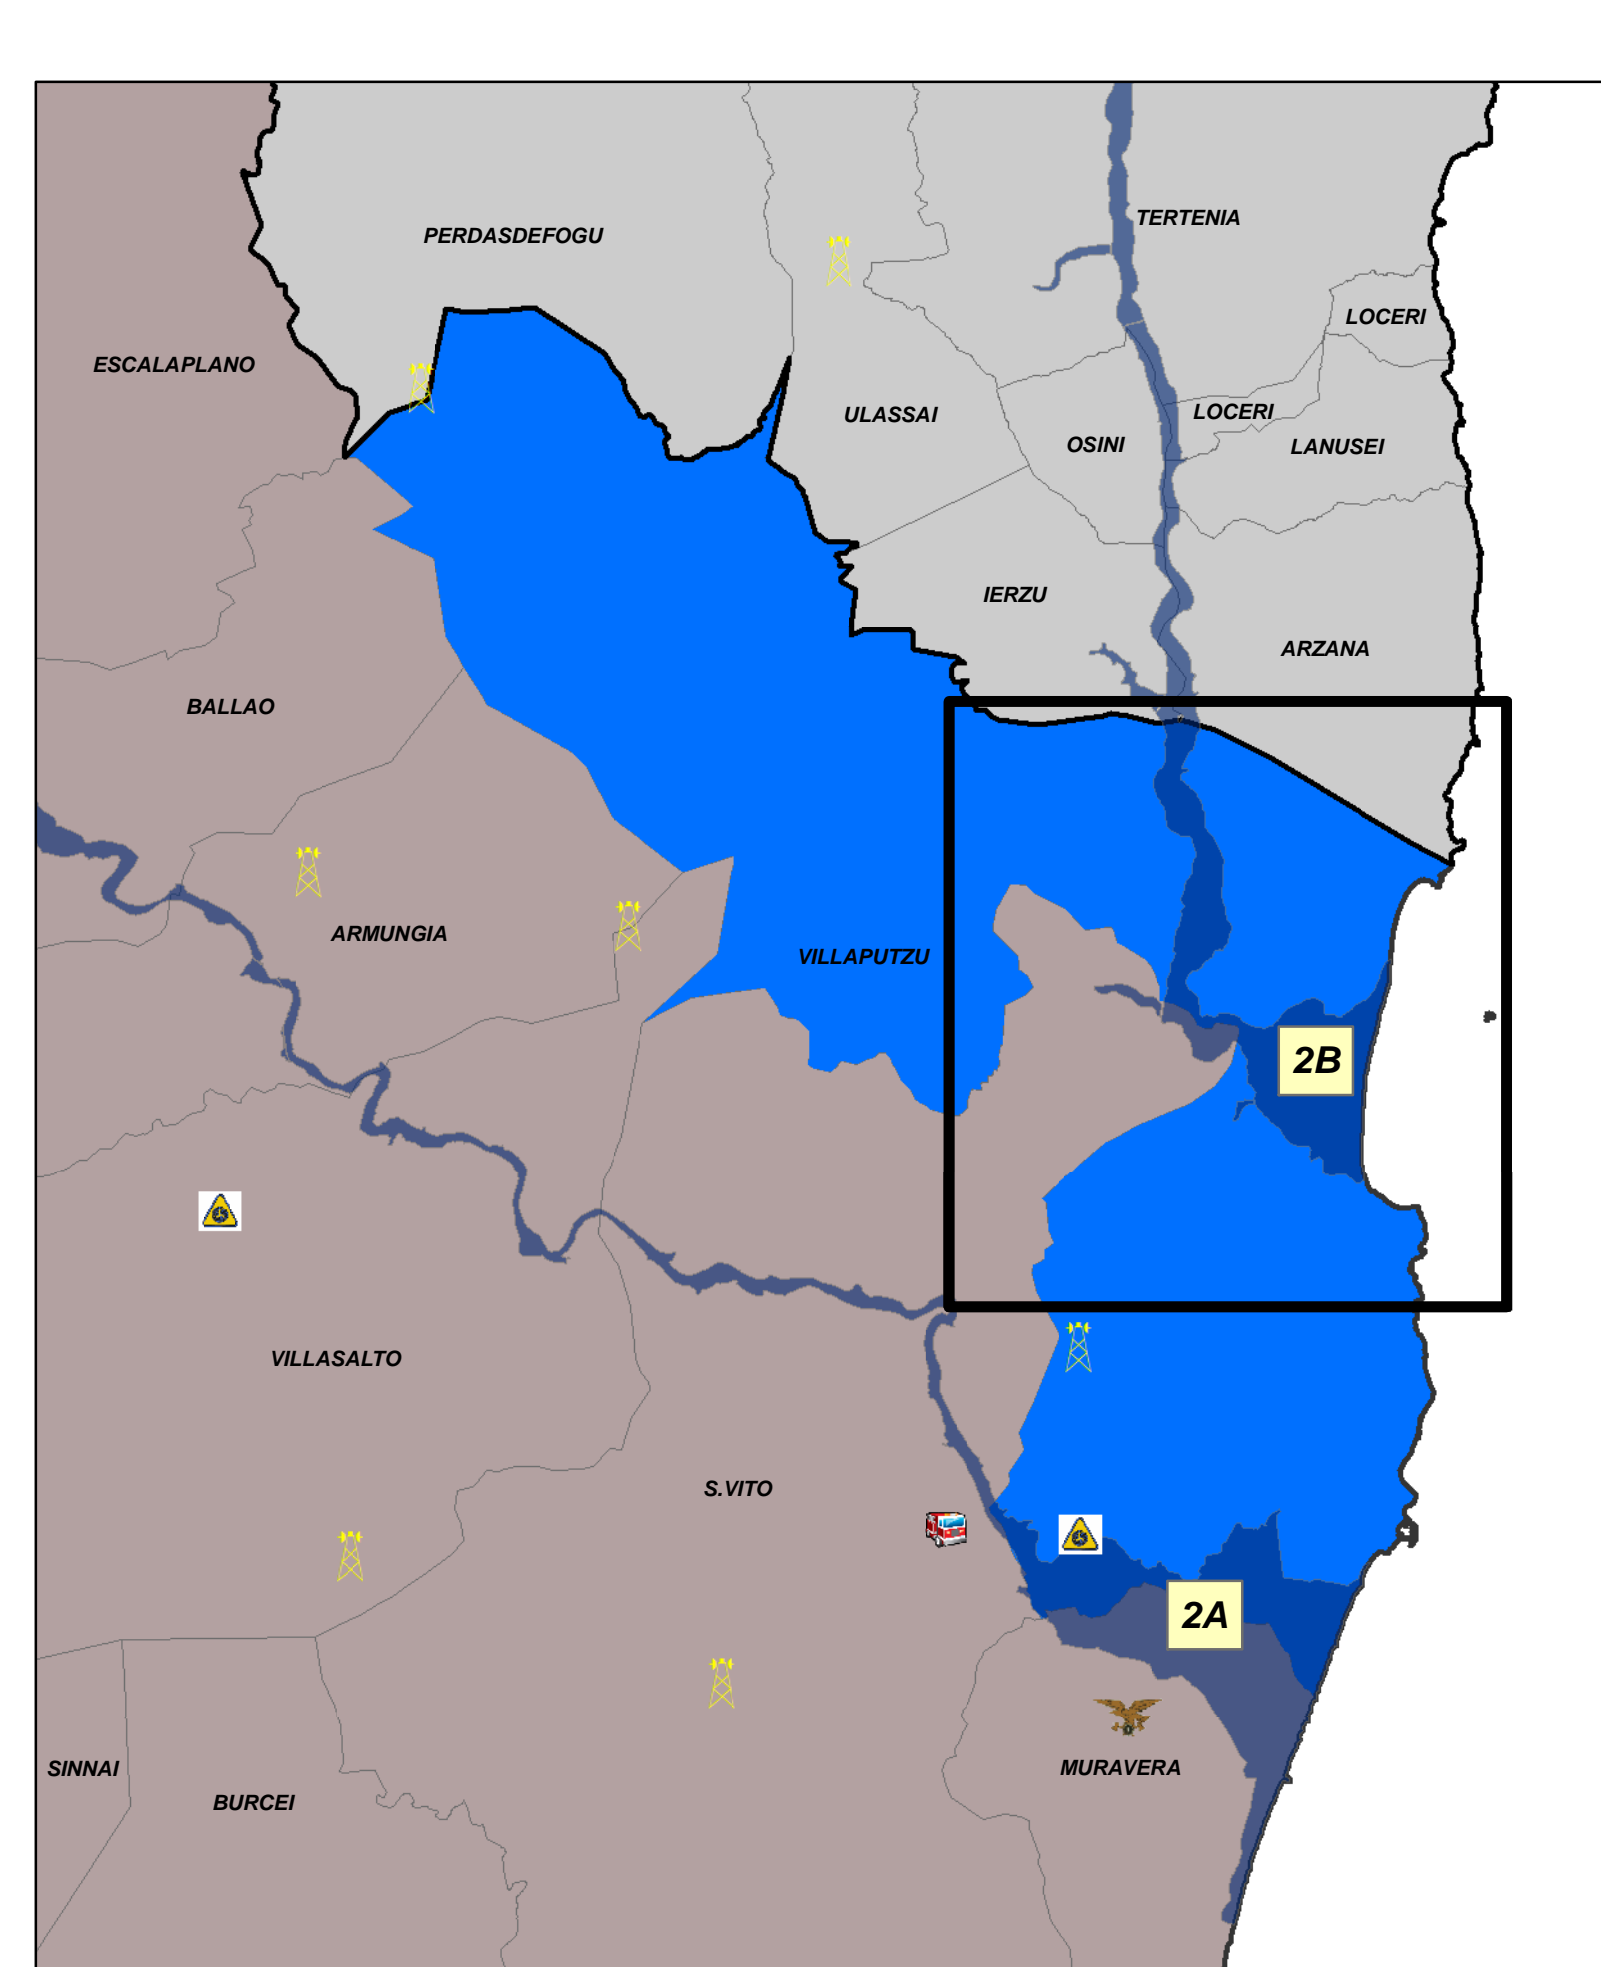 TERTENIA
PERDASDEFOGU
LOCERI
ESCALAPLANO
LOCERI
ULASSAI
OSINI
LANUSEI
IERZU
ARZANA
BALLAO
ARMUNGIA
VILLAPUTZU
2B
VILLASALTO
S.VITO
2A
SINNAI
MURAVERA
BURCEI